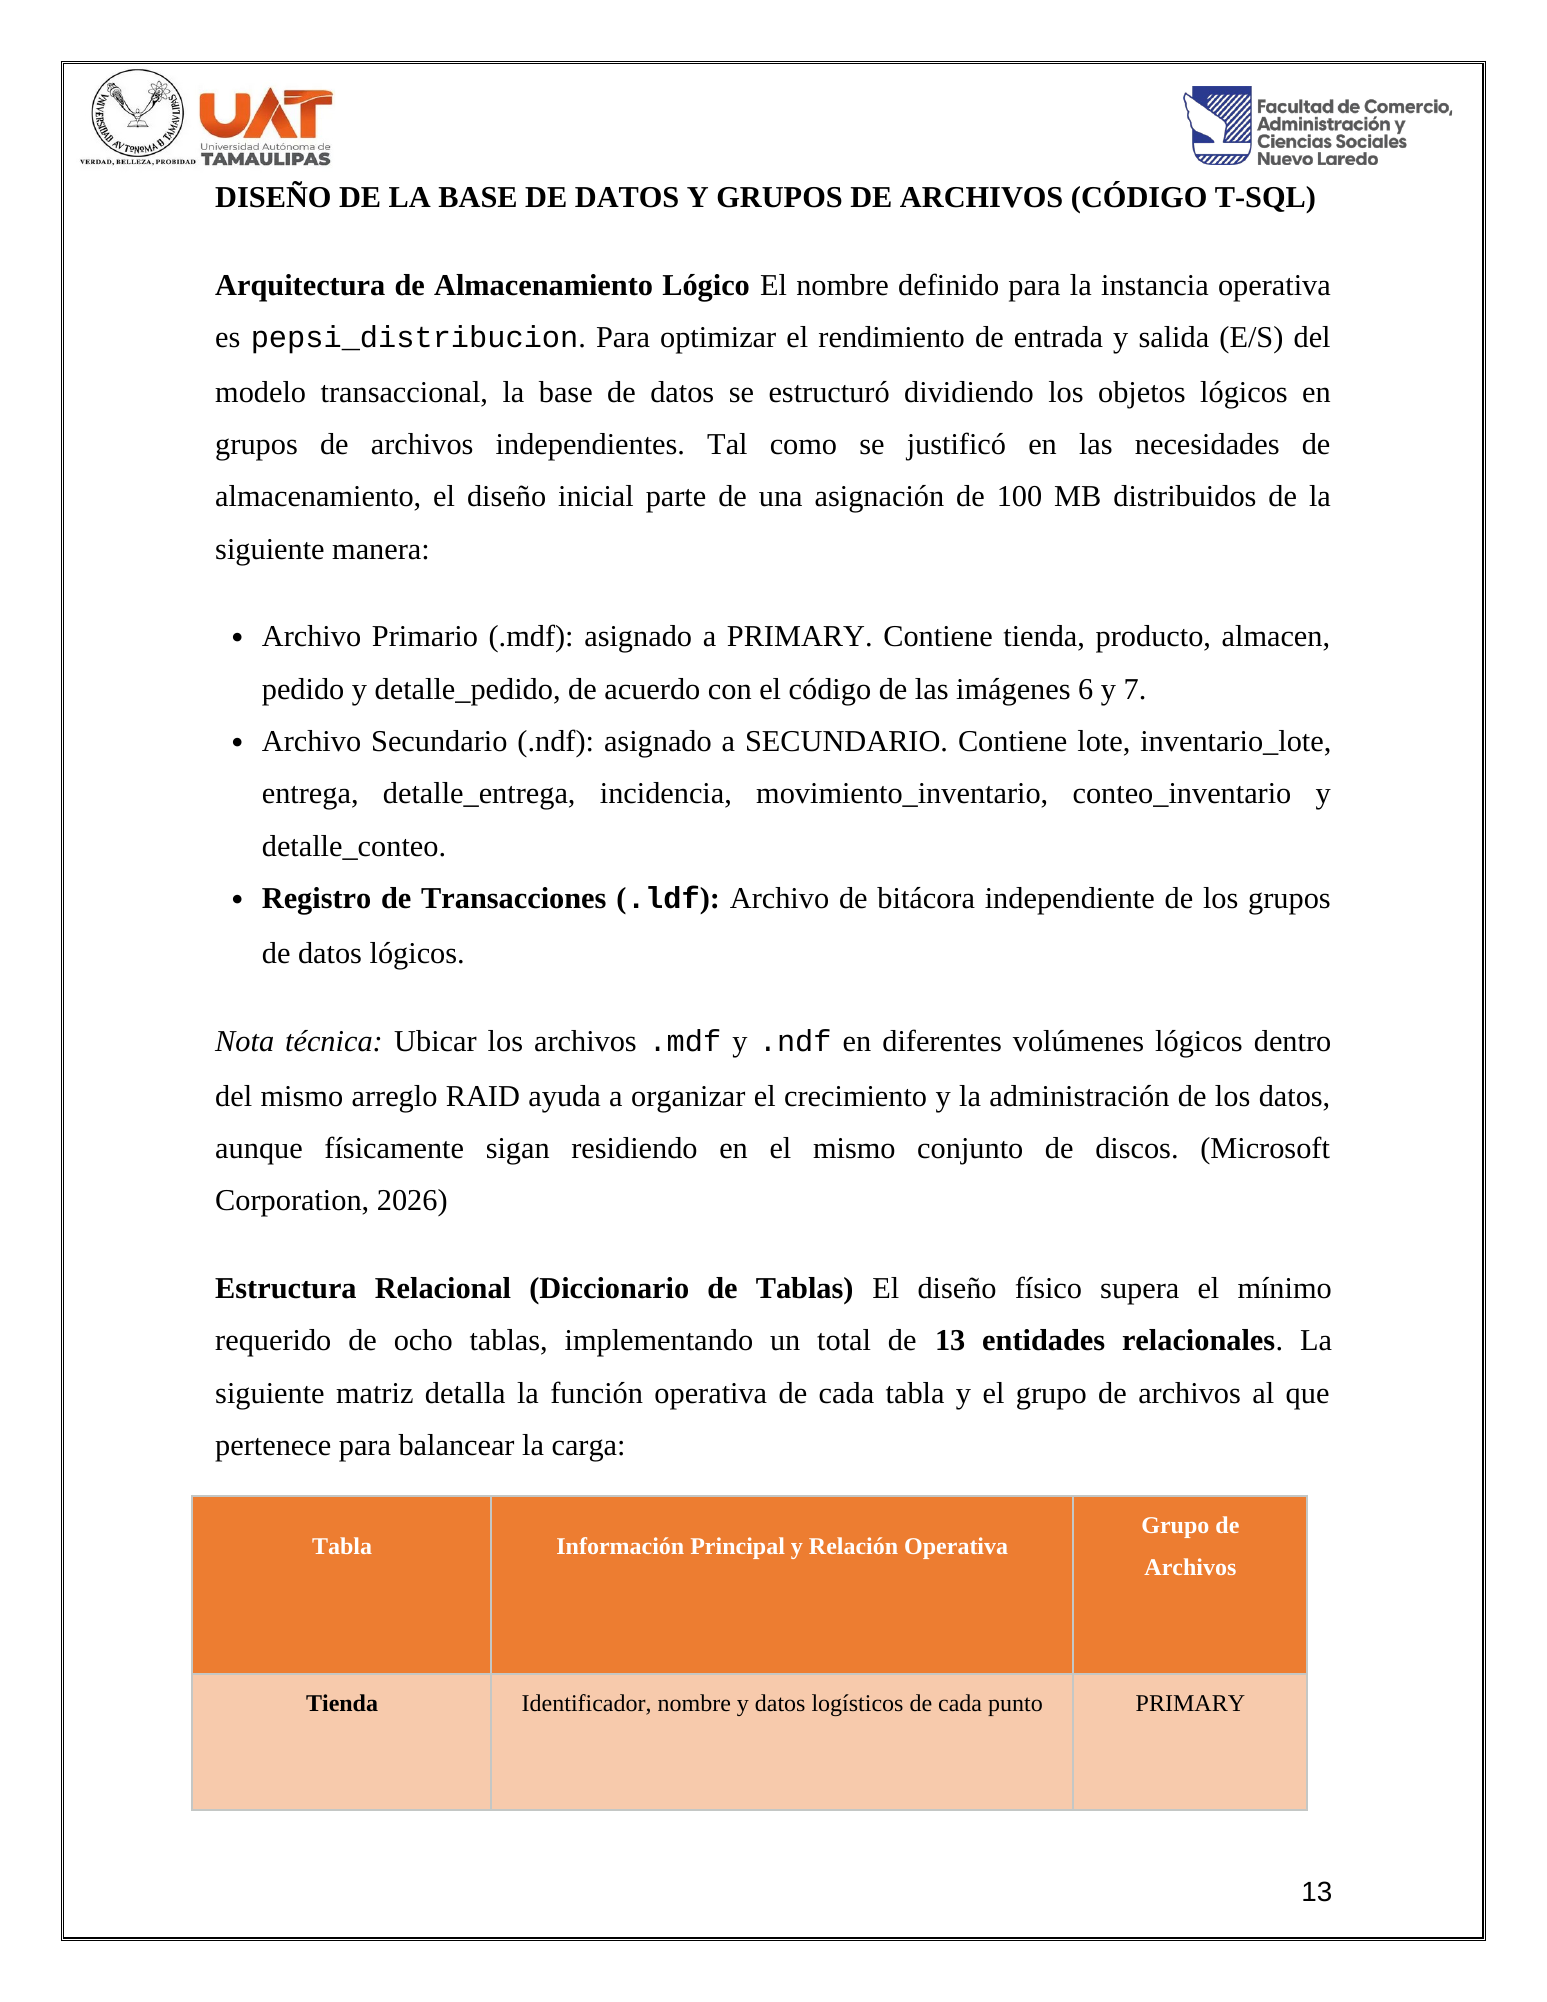 VNIVERSIDAD AVTONOMA D TAMAVLIPAS
VERDAD, BELLEZA, PROBIDAD
UAT
Universidad Autónoma de
TAMAULIPAS
Facultad de Comercio,
Administración y
Ciencias Sociales
Nuevo Laredo
DISEÑO DE LA BASE DE DATOS Y GRUPOS DE ARCHIVOS (CÓDIGO T-SQL)
Arquitectura de Almacenamiento Lógico El nombre definido para la instancia operativa
es pepsi_distribucion. Para optimizar el rendimiento de entrada y salida (E/S) del
modelo transaccional, la base de datos se estructuró dividiendo los objetos lógicos en
grupos de archivos independientes. Tal como se justificó en las necesidades de
almacenamiento, el diseño inicial parte de una asignación de 100 MB distribuidos de la
siguiente manera:
• Archivo Primario (.mdf): asignado a PRIMARY. Contiene tienda, producto, almacen,
pedido y detalle_pedido, de acuerdo con el código de las imágenes 6 y 7.
• Archivo Secundario (.ndf): asignado a SECUNDARIO. Contiene lote, inventario_lote,
entrega, detalle_entrega, incidencia, movimiento_inventario, conteo_inventario y
detalle_conteo.
• Registro de Transacciones (.ldf): Archivo de bitácora independiente de los grupos
de datos lógicos.
Nota técnica: Ubicar los archivos .mdf y .ndf en diferentes volúmenes lógicos dentro
del mismo arreglo RAID ayuda a organizar el crecimiento y la administración de los datos,
aunque físicamente sigan residiendo en el mismo conjunto de discos. (Microsoft
Corporation, 2026)
Estructura Relacional (Diccionario de Tablas) El diseño físico supera el mínimo
requerido de ocho tablas, implementando un total de 13 entidades relacionales. La
siguiente matriz detalla la función operativa de cada tabla y el grupo de archivos al que
pertenece para balancear la carga:
Tabla
Información Principal y Relación Operativa
Grupo de
Archivos
Tienda
Identificador, nombre y datos logísticos de cada punto
PRIMARY
13